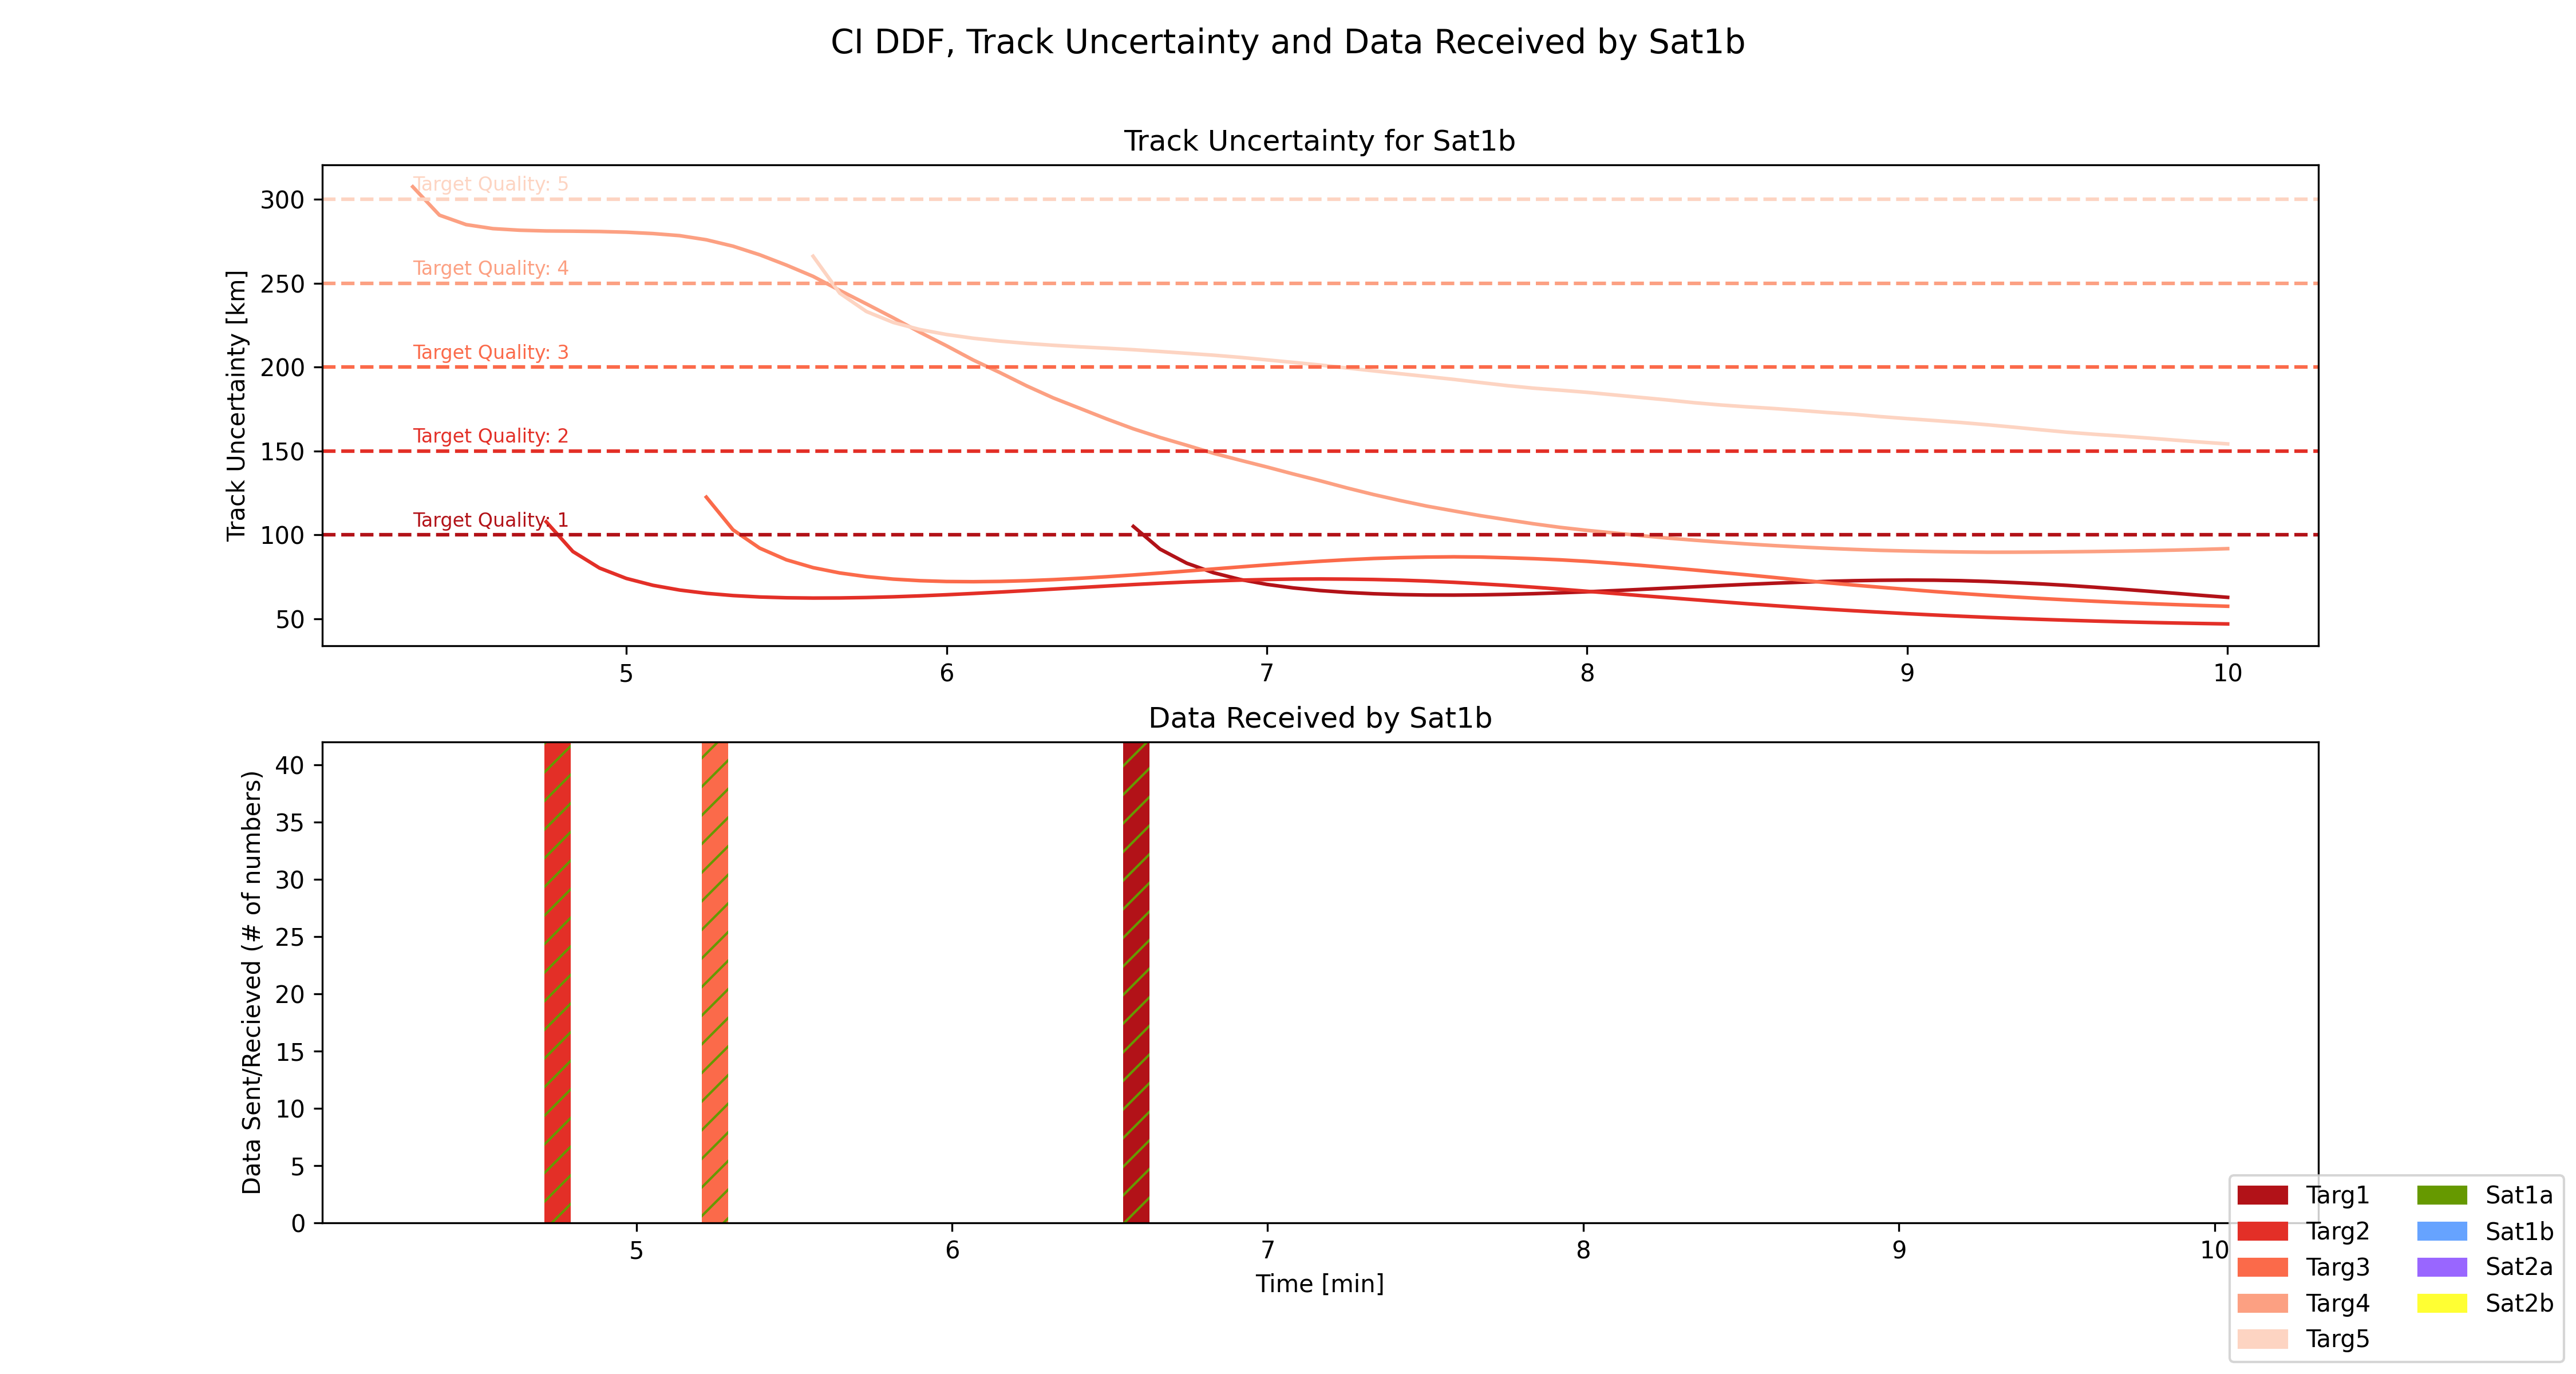 CI DDF, Track Uncertainty and Data Received by Sat1b
Track Uncertainty for Sat1b
Track Uncertainty [km]
300
250
200
150
100
50
Target Quality: 5
Target Quality: 4
Target Quality: 3
Target Quality: 2
Target Quality: 1
5 6 7 8 9 10
Data Received by Sat1b
Data Sent/Recieved (# of numbers)
40
35
30
25
20
15
10
5
0
5 6 7 8 9 10
Time [min]
Targ1 Sat1a
Targ2 Sat1b
Targ3 Sat2a
Targ4 Sat2b
Targ5